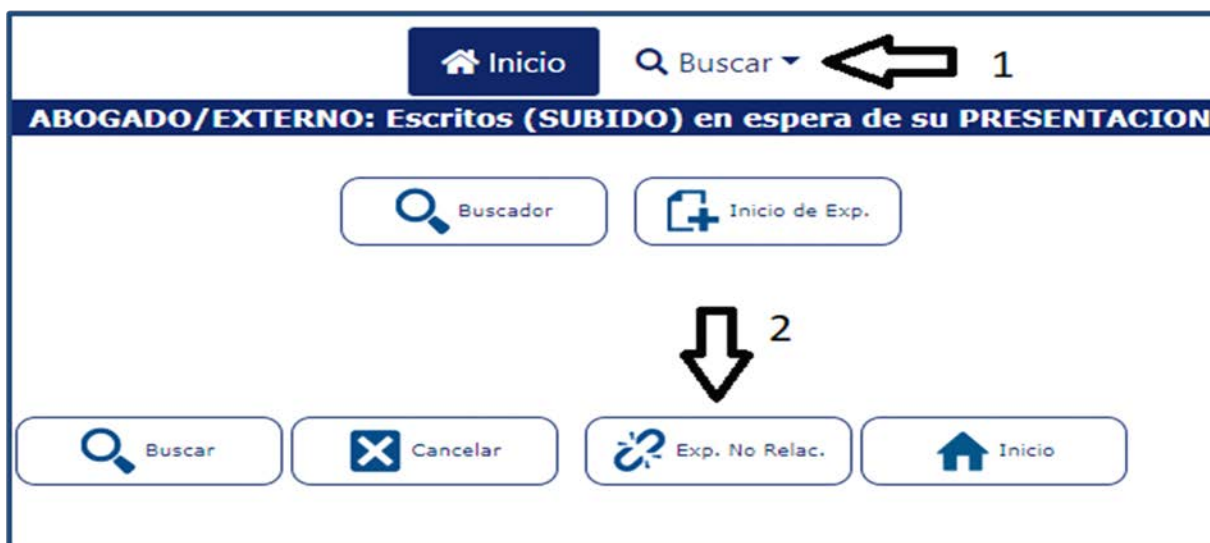 Inicio Buscar 1
ABOGADO/EXTERNO: Escritos (SUBIDO) en espera de su PRESENTACION
Buscador Inicio de Exp.
2
Buscar Cancelar Exp. No Relac. Inicio